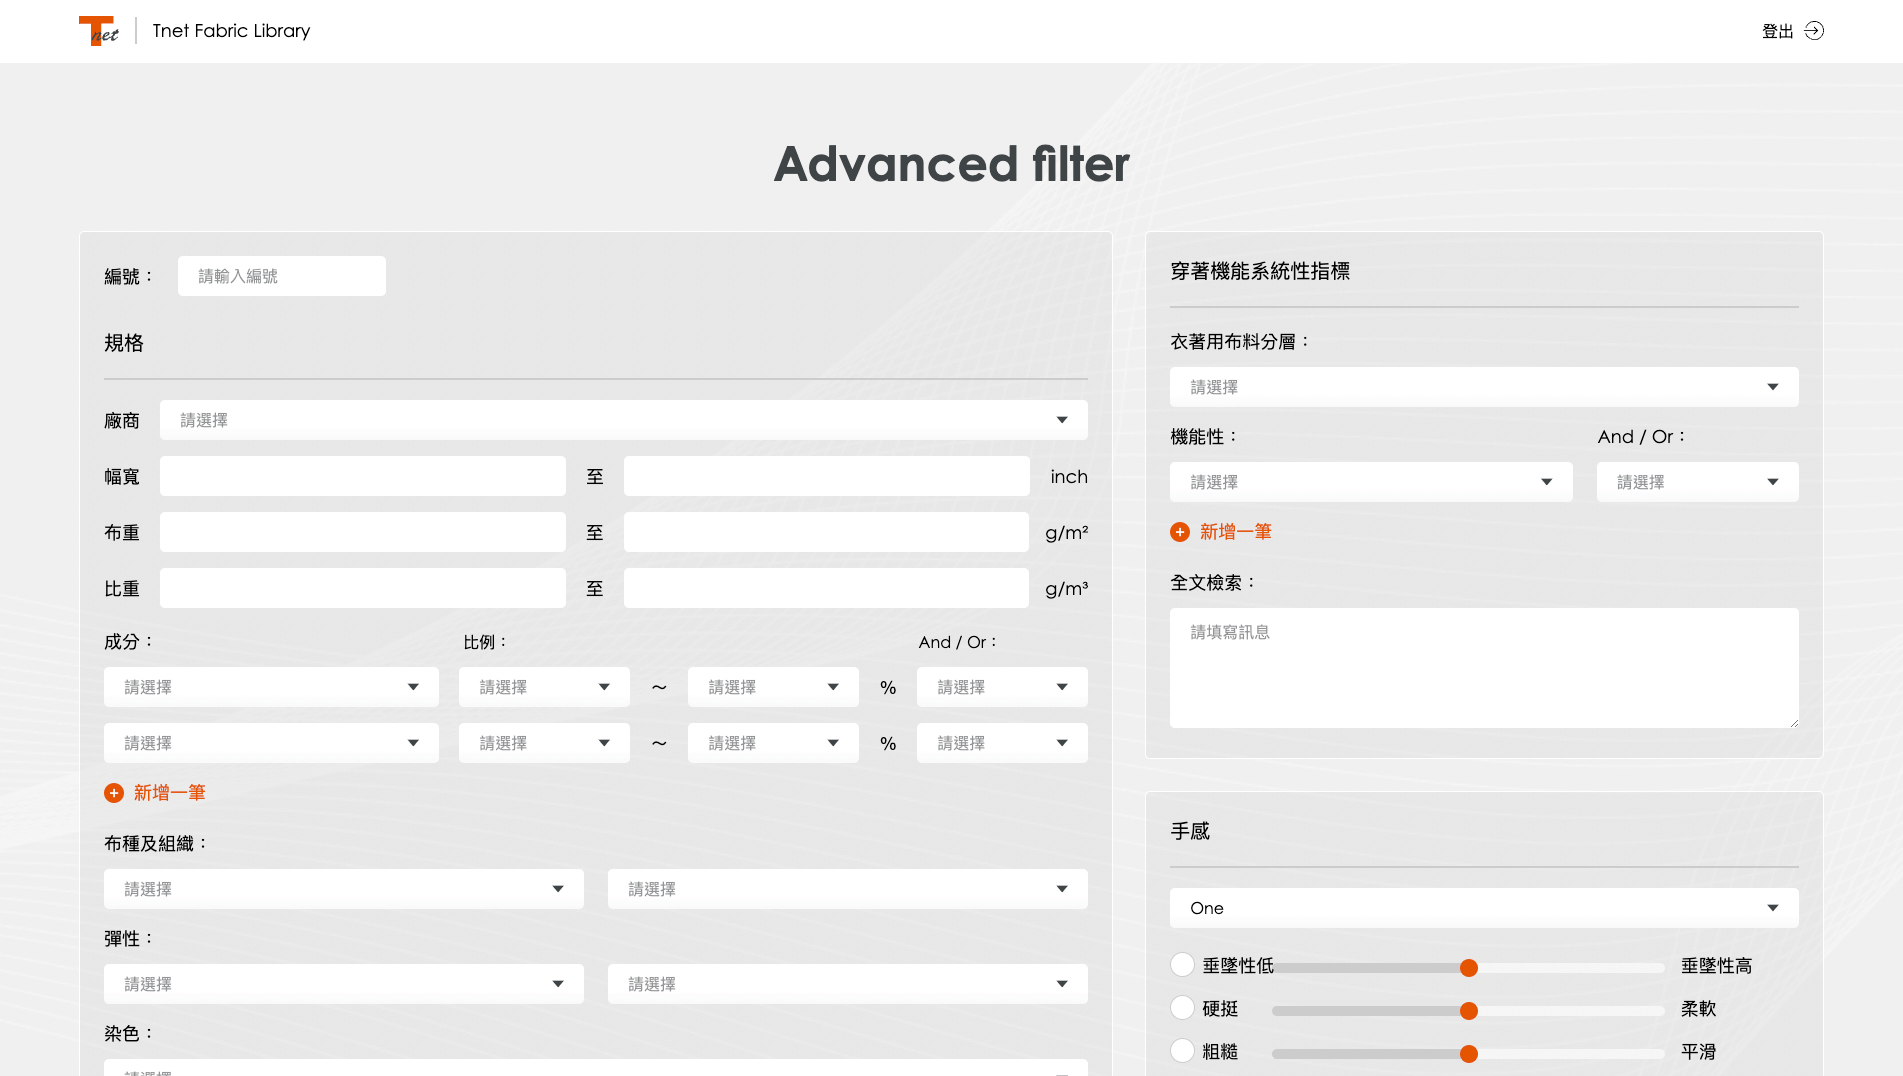 Tnet Tnet Fabric Library
登出
Advanced filter
編號： 請輸入編號
規格
廠商 請選擇
幅寬 至 inch
布重 至 g/m²
比重 至 g/m³
成分： 比例： And / Or：
請選擇 請選擇 ～ 請選擇 % 請選擇
請選擇 請選擇 ～ 請選擇 % 請選擇
新增一筆
布種及組織：
請選擇 請選擇
彈性：
請選擇 請選擇
染色：
請選擇
穿著機能系統性指標
衣著用布料分層：
請選擇
機能性： And / Or：
請選擇 請選擇
新增一筆
全文檢索：
請填寫訊息
手感
One
垂墜性低 垂墜性高
硬挺 柔軟
粗糙 平滑